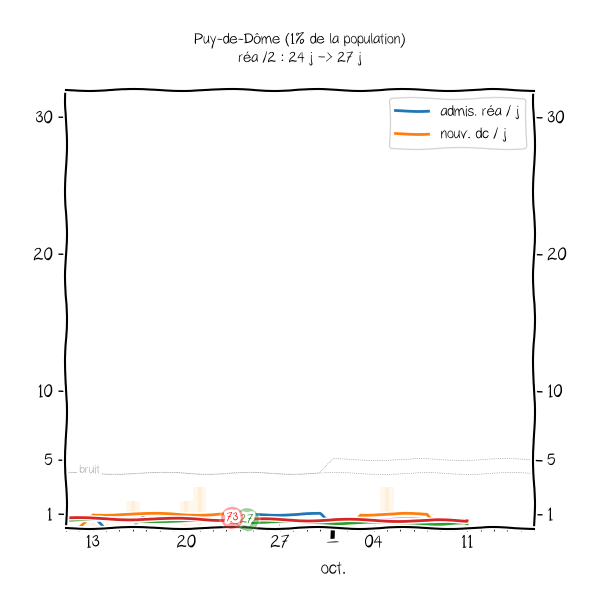 Puy-de-Dôme (1% de la population)
réa /2 : 24 j -> 27 j
admis. réa / j
nouv. dc / j
30
30
20
20
10
10
5
5
bruit
1
1
73
27
13
20
27
04
11
oct.